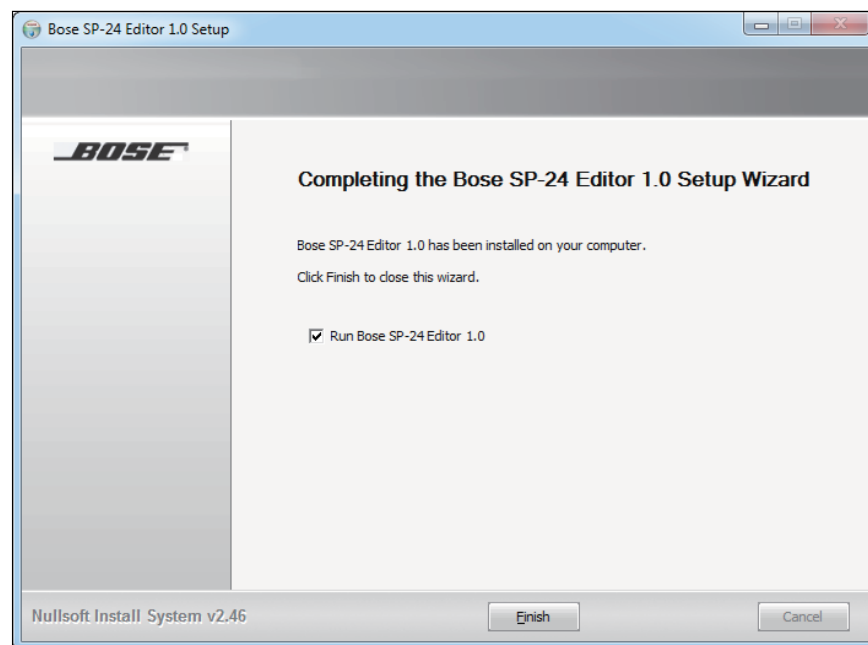 Bose SP-24 Editor 1.0 Setup
BOSE
Completing the Bose SP-24 Editor 1.0 Setup Wizard
Bose SP-24 Editor 1.0 has been installed on your computer.
Click Finish to close this wizard.
Run Bose SP-24 Editor 1.0
Nullsoft Install System v2.46
Finish
Cancel